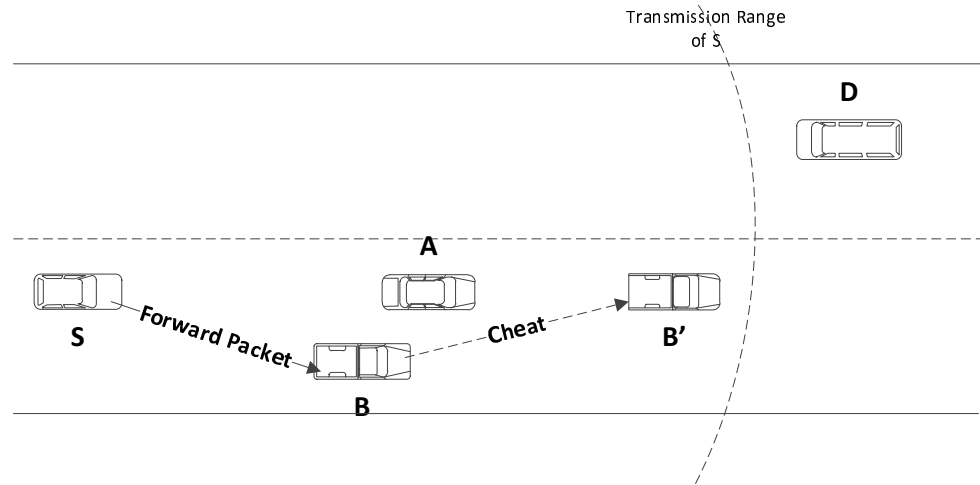 Transmission Range
of S
D
A
S
Forward Packet
Cheat
B’
B